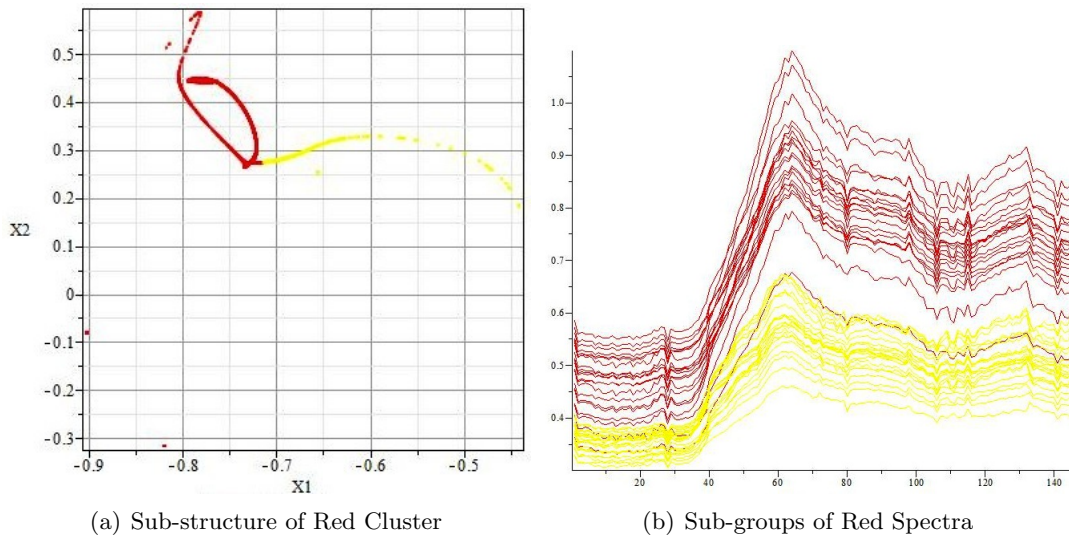 0.5
0.4
0.3
0.2
X2
0.1
0
-0.1
-0.2
-0.3
-0.9 -0.8 -0.7 -0.6 -0.5
X1
1.0
0.9
0.8
0.7
0.6
0.5
0.4
20 40 60 80 100 120 140
(a) Sub-structure of Red Cluster
(b) Sub-groups of Red Spectra